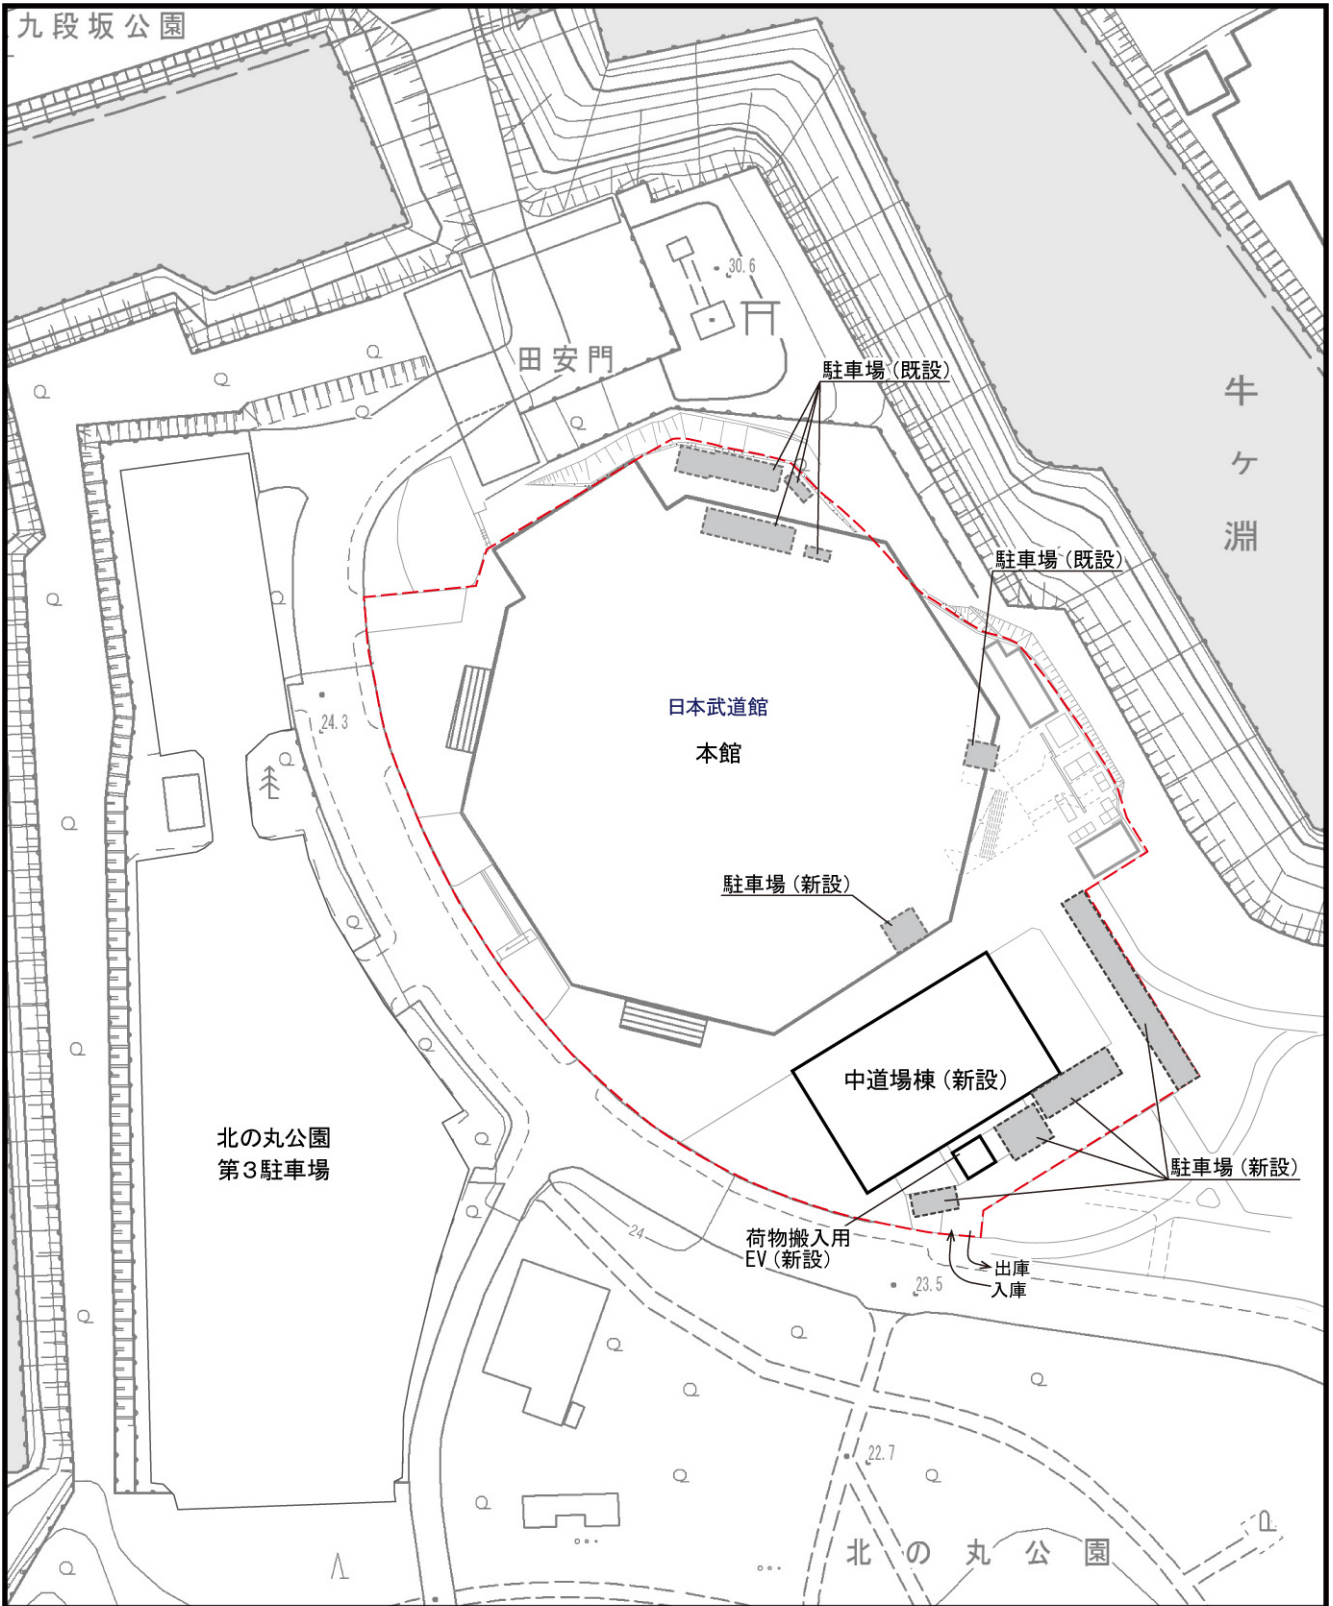 九段坂公園
30.6
田安門
駐車場(既設)
牛ヶ淵
駐車場(既設)
日本武道館
本館
24.3
駐車場(新設)
中道場棟(新設)
北の丸公園
第3駐車場
駐車場(新設)
荷物搬入用
EV(新設)
24
出庫
入庫
23.5
22.7
北の丸公園